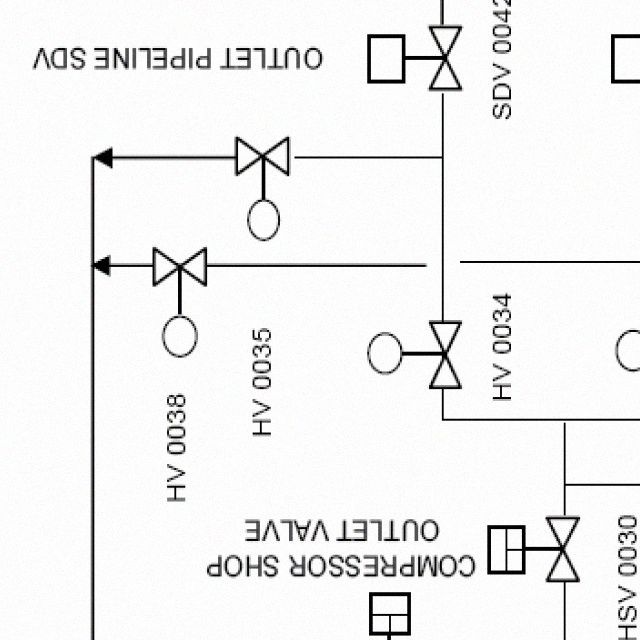 OUTLET PIPELINE SDV
SDV 0042
HV 0034
HV 0035
HV 0038
COMPRESSOR SHOP
OUTLET VALVE
HSV 0030